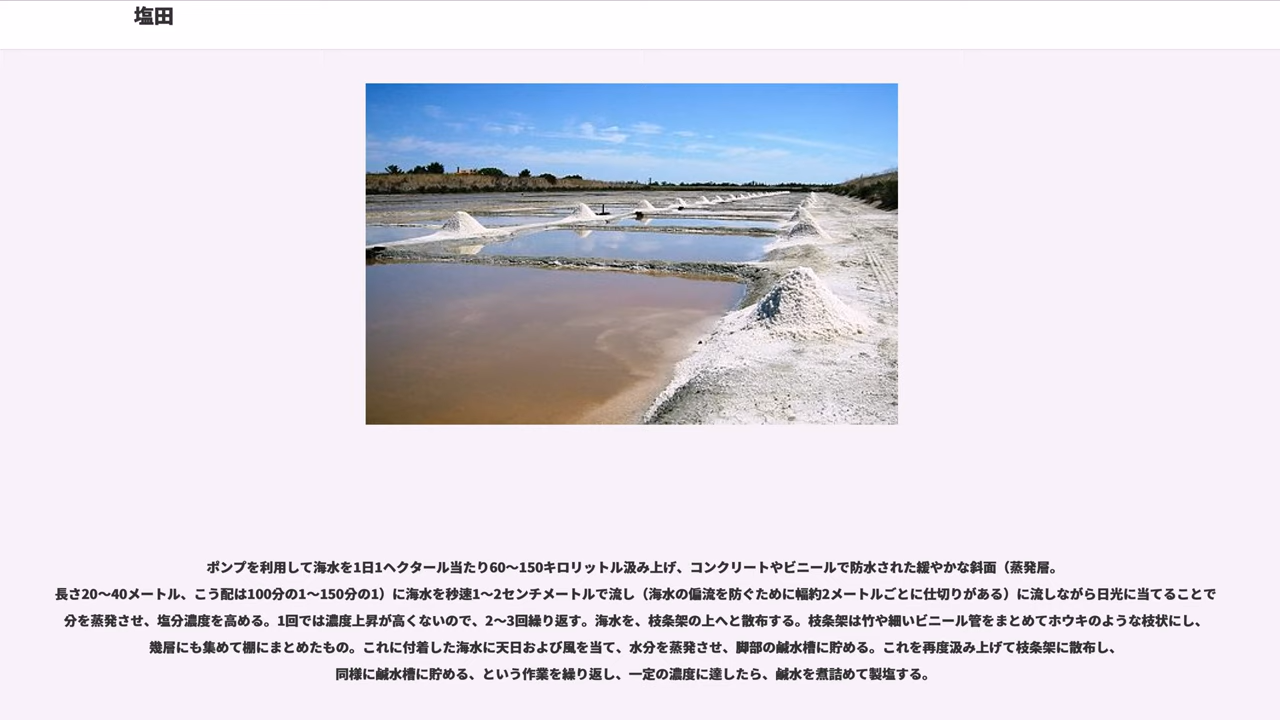 塩田
ポンプを利用して海水を1日1ヘクタール当たり60〜150キロリットル汲み上げ、コンクリートやビニールで防水された緩やかな斜面（蒸発層。
長さ20〜40メートル、こう配は100分の1〜150分の1）に海水を秒速1〜2センチメートルで流し（海水の偏流を防ぐために幅約2メートルごとに仕切りがある）に流しながら日光に当てることで
分を蒸発させ、塩分濃度を高める。1回では濃度上昇が高くないので、2〜3回繰り返す。海水を、枝条架の上へと散布する。枝条架は竹や細いビニール管をまとめてホウキのような枝状にし、
幾層にも集めて棚にまとめたもの。これに付着した海水に天日および風を当て、水分を蒸発させ、脚部の鹹水槽に貯める。これを再度汲み上げて枝条架に散布し、
同様に鹹水槽に貯める、という作業を繰り返し、一定の濃度に達したら、鹹水を煮詰めて製塩する。